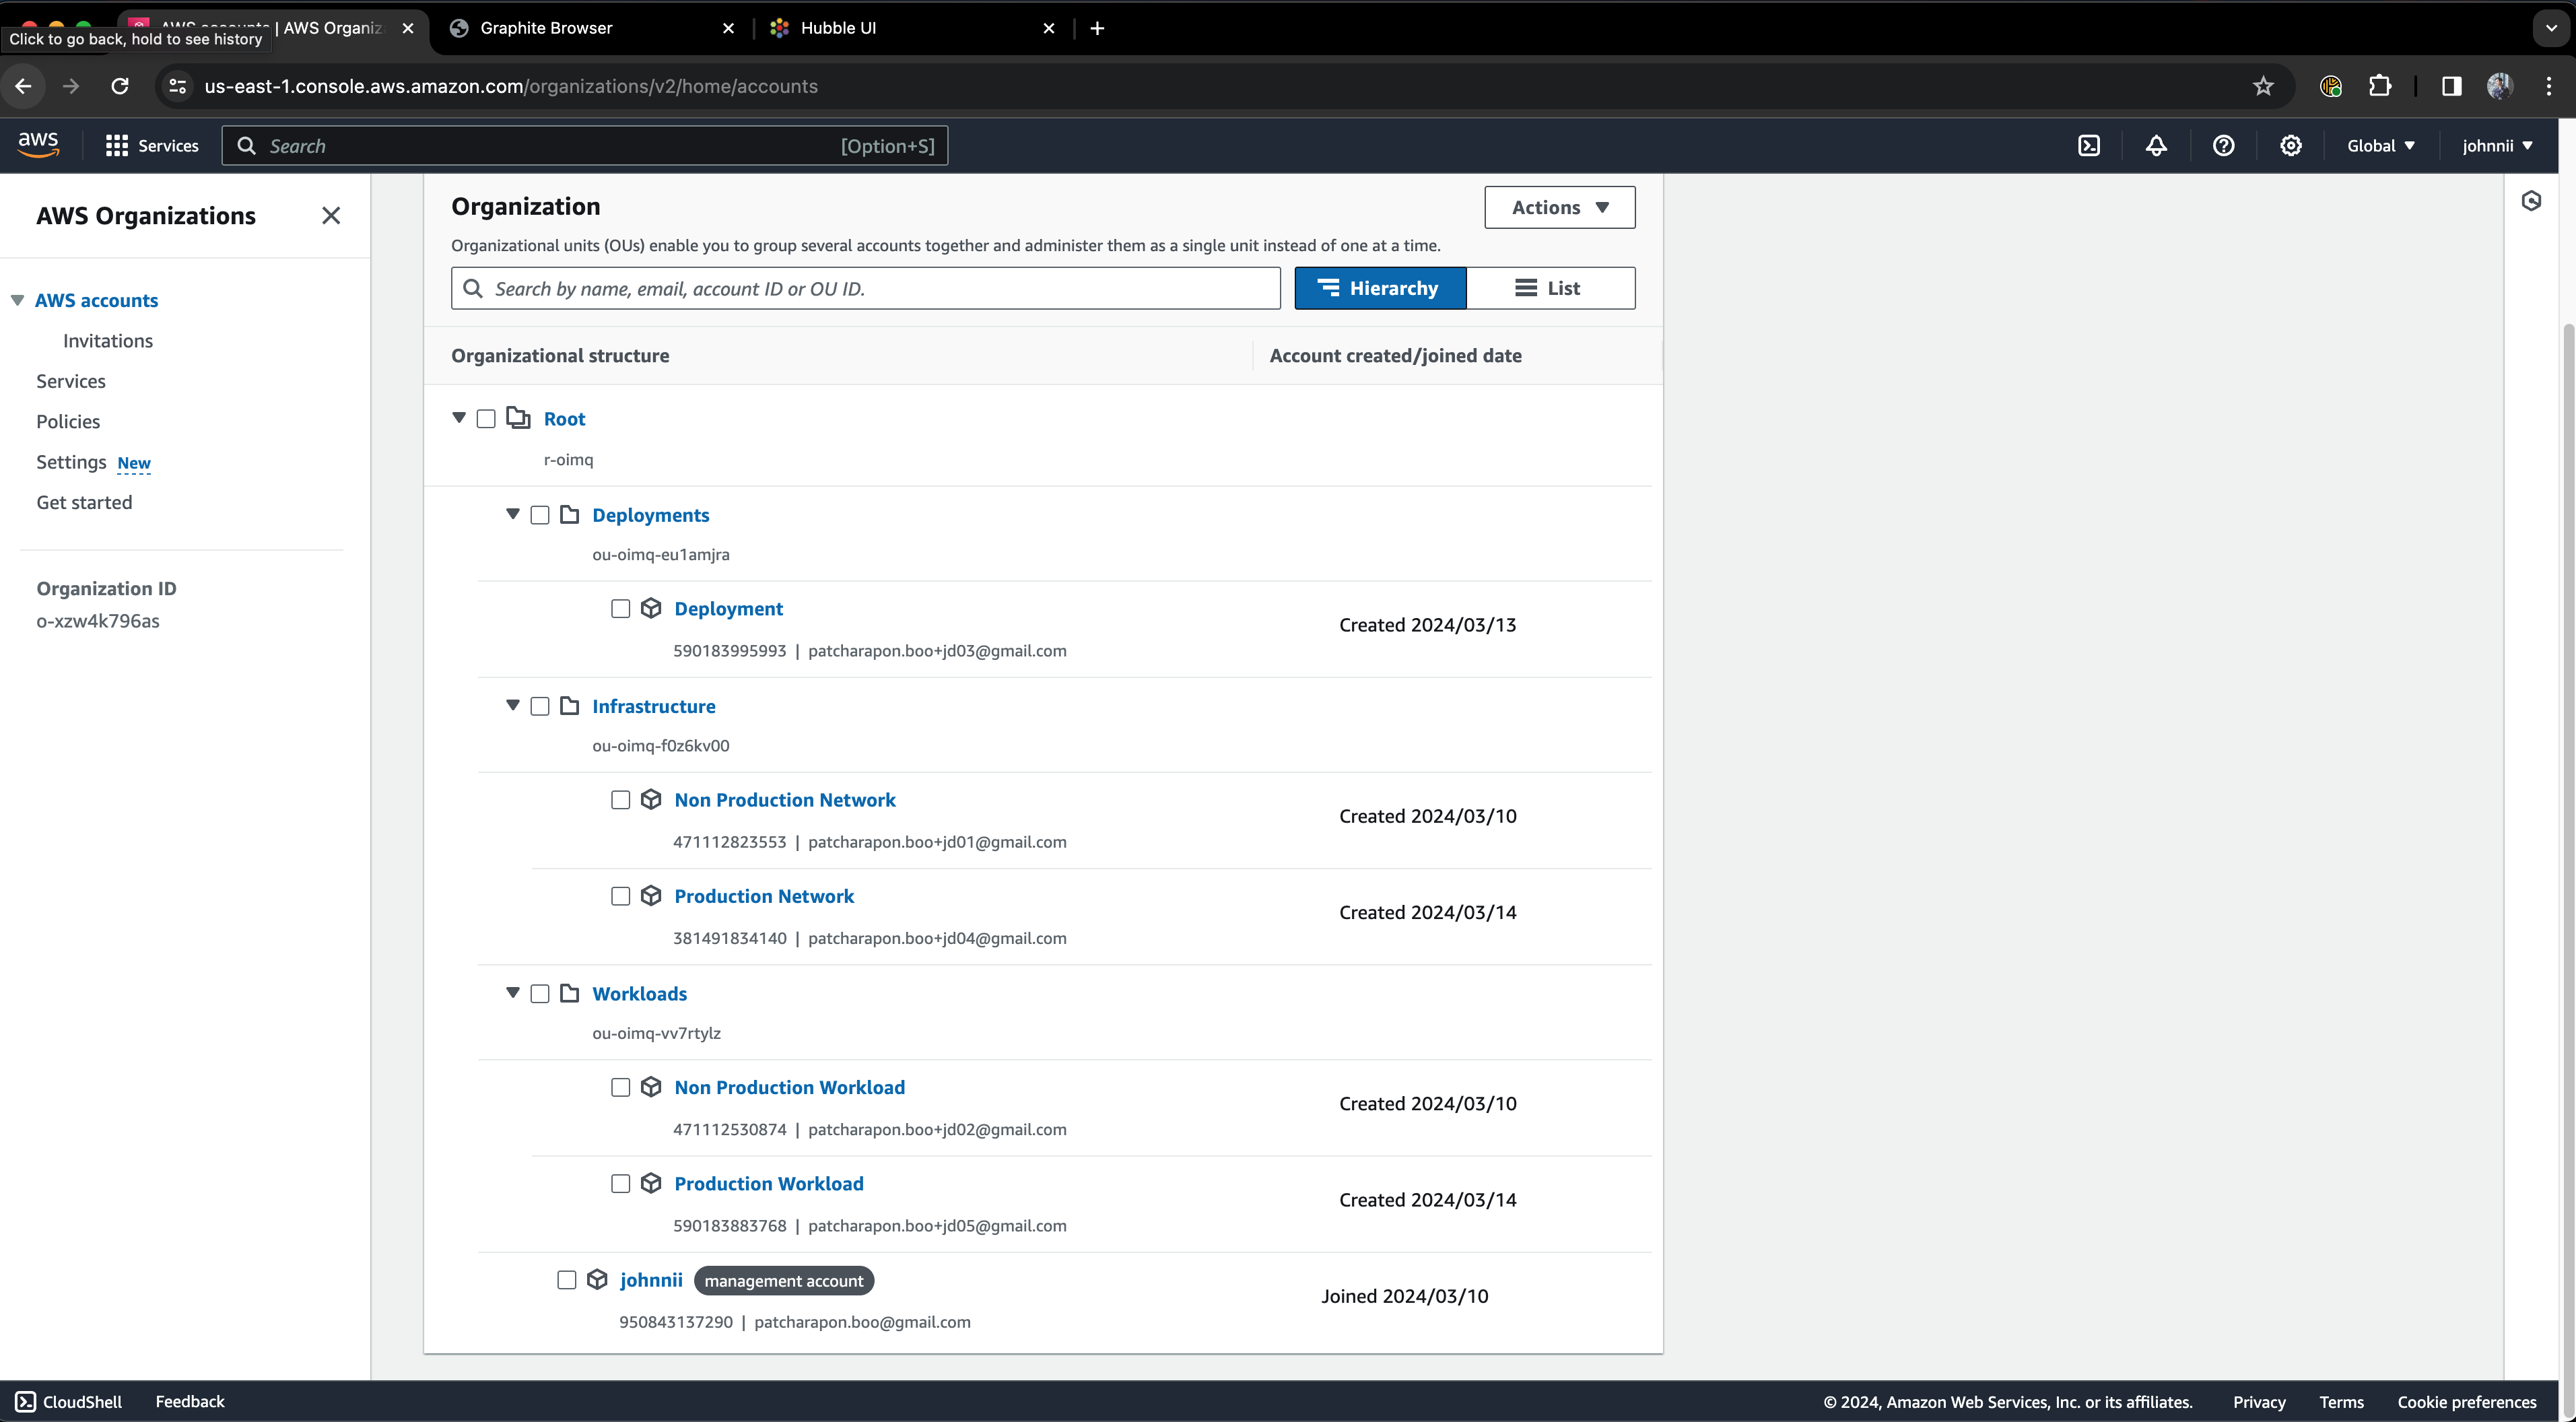 AWS accounts | AWS Organiz
Graphite Browser
Hubble UI
Click to go back, hold to see history
us-east-1.console.aws.amazon.com/organizations/v2/home/accounts
aws
Services
Search
[Option+S]
Global
johnnii
AWS Organizations
AWS accounts
Invitations
Services
Policies
Settings New
Get started
Organization ID
o-xzw4k796as
Organization
Actions
Organizational units (OUs) enable you to group several accounts together and administer them as a single unit instead of one at a time.
Search by name, email, account ID or OU ID.
Hierarchy
List
Organizational structure
Account created/joined date
Root
r-oimq
Deployments
ou-oimq-eu1amjra
Deployment
Created 2024/03/13
590183995993 | patcharapon.boo+jd03@gmail.com
Infrastructure
ou-oimq-f0z6kv00
Non Production Network
Created 2024/03/10
471112823553 | patcharapon.boo+jd01@gmail.com
Production Network
Created 2024/03/14
381491834140 | patcharapon.boo+jd04@gmail.com
Workloads
ou-oimq-vv7rtylz
Non Production Workload
Created 2024/03/10
471112530874 | patcharapon.boo+jd02@gmail.com
Production Workload
Created 2024/03/14
590183883768 | patcharapon.boo+jd05@gmail.com
johnnii management account
Joined 2024/03/10
950843137290 | patcharapon.boo@gmail.com
CloudShell
Feedback
© 2024, Amazon Web Services, Inc. or its affiliates.
Privacy
Terms
Cookie preferences